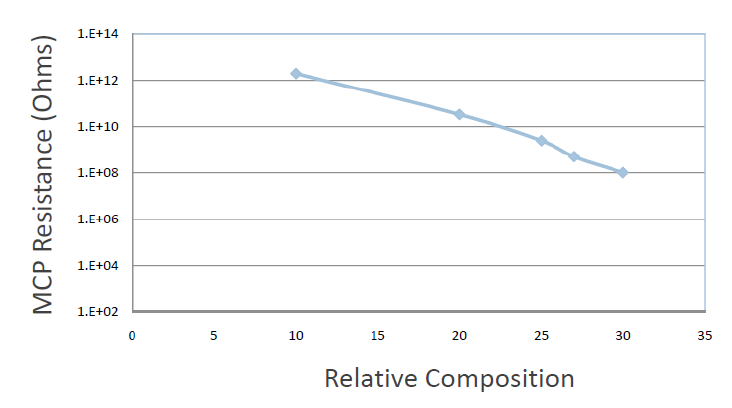 MCP Resistance (Ohms)
1.E+14
1.E+12
1.E+10
1.E+08
1.E+06
1.E+04
1.E+02
0 5 10 15 20 25 30 35
Relative Composition